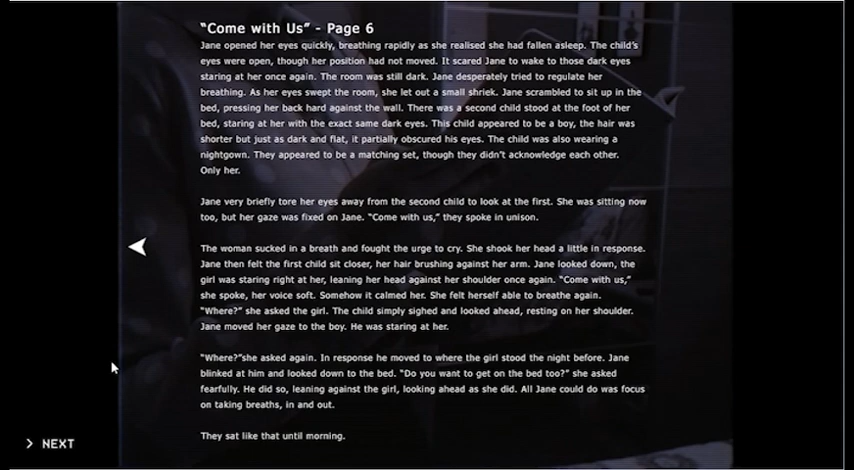 “Come with Us” - Page 6
Jane opened her eyes quickly, breathing rapidly as she realised she had fallen asleep. The child’s
eyes were open, though her position had not moved. It scared Jane to wake to those dark eyes
staring at her once again. The room was still dark. Jane desperately tried to regulate her
breathing. As her eyes swept the room, she let out a small shriek. Jane scrambled to sit up in the
bed, pressing her back hard against the wall. There was a second child stood at the foot of her
bed, staring at her with the exact same dark eyes. This child appeared to be a boy, the hair was
shorter but just as dark and flat, it partially obscured his eyes. The child was also wearing a
nightgown. They appeared to be a matching set, though they didn’t acknowledge each other.
Only her.
Jane very briefly tore her eyes away from the second child to look at the first. She was sitting now
too, but her gaze was fixed on Jane. “Come with us,” they spoke in unison.
The woman sucked in a breath and fought the urge to cry. She shook her head a little in response.
Jane then felt the first child sit closer, her hair brushing against her arm. Jane looked down, the
girl was staring right at her, leaning her head against her shoulder once again. “Come with us,”
she spoke, her voice soft. Somehow it calmed her. She felt herself able to breathe again.
“Where?” she asked the girl. The child simply sighed and looked ahead, resting on her shoulder.
Jane moved her gaze to the boy. He was staring at her.
“Where?”she asked again. In response he moved to where the girl stood the night before. Jane
blinked at him and looked down to the bed. “Do you want to get on the bed too?” she asked
fearfully. He did so, leaning against the girl, looking ahead as she did. All Jane could do was focus
on taking breaths, in and out.
They sat like that until morning.
> NEXT